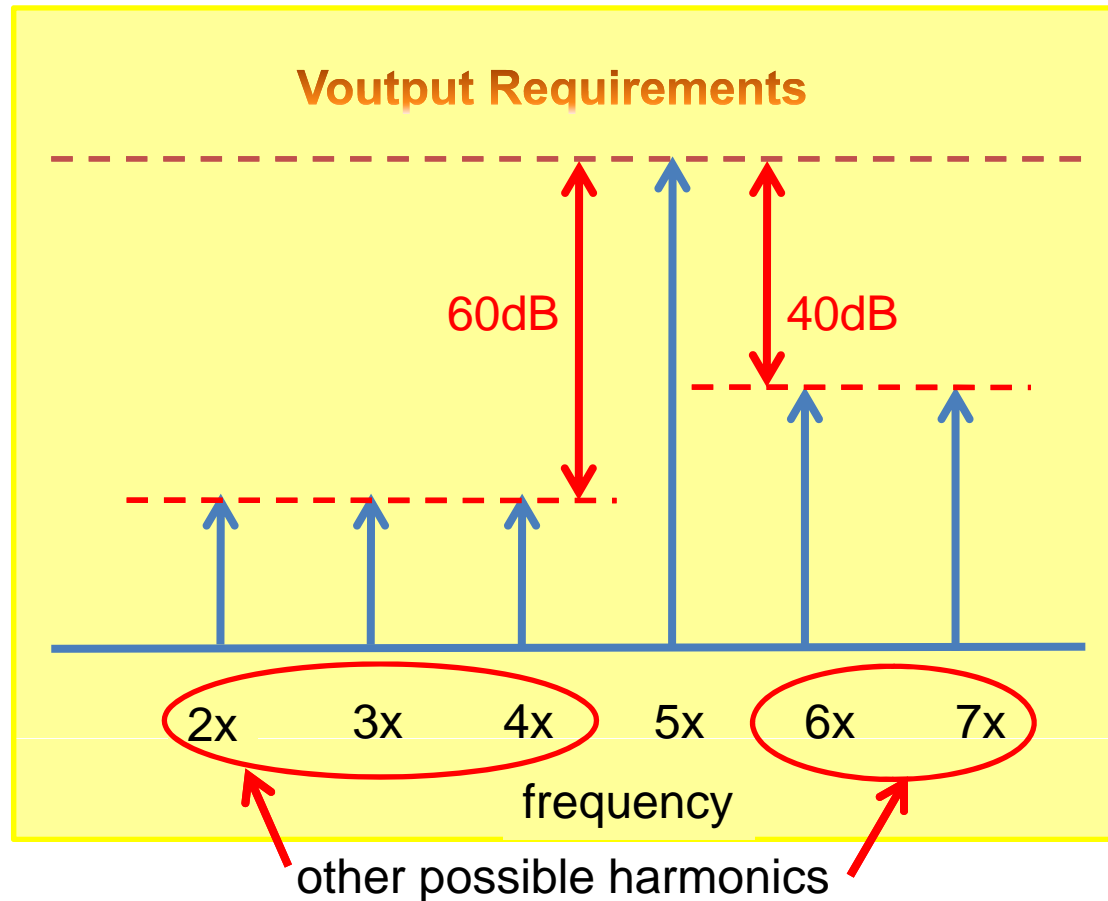 Voutput Requirements
60dB 40dB
2x 3x 4x 5x 6x 7x
frequency
other possible harmonics